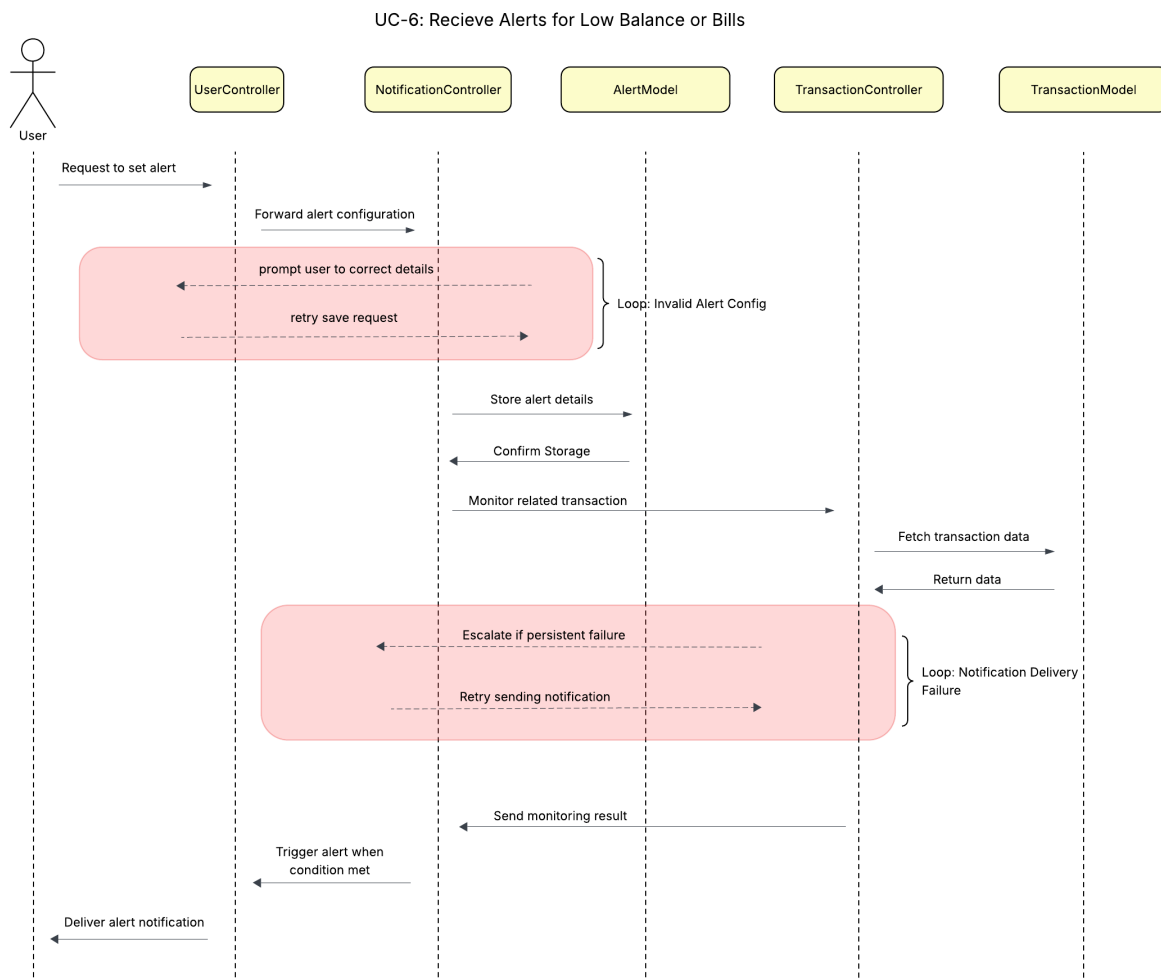 UC-6: Recieve Alerts for Low Balance or Bills
User
UserController
NotificationController
AlertModel
TransactionController
TransactionModel
Request to set alert
Forward alert configuration
prompt user to correct details
retry save request
Loop: Invalid Alert Config
Store alert details
Confirm Storage
Monitor related transaction
Fetch transaction data
Return data
Escalate if persistent failure
Retry sending notification
Loop: Notification Delivery
Failure
Send monitoring result
Trigger alert when
condition met
Deliver alert notification